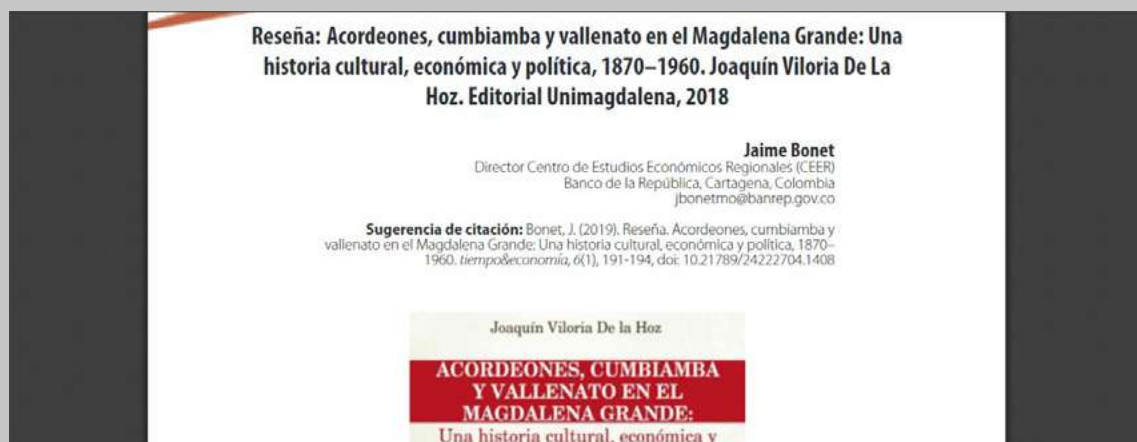 Reseña: Acordeones, cumbiamba y vallenato en el Magdalena Grande: Una
historia cultural, económica y política, 1870–1960. Joaquín Viloria De La
Hoz. Editorial Unimagdalena, 2018
Jaime Bonet
Director Centro de Estudios Económicos Regionales (CEER)
Banco de la República, Cartagena, Colombia
jbonetmo@banrep.gov.co
Sugerencia de citación: Bonet, J. (2019). Reseña. Acordeones, cumbiamba y
vallenato en el Magdalena Grande: Una historia cultural, económica y política, 1870–
1960. tiempo&economía, 6(1), 191-194, doi: 10.21789/24222704.1408
Joaquín Viloria De la Hoz
ACORDEONES, CUMBIAMBA
Y VALLENATO EN EL
MAGDALENA GRANDE:
Una historia cultural, económica y